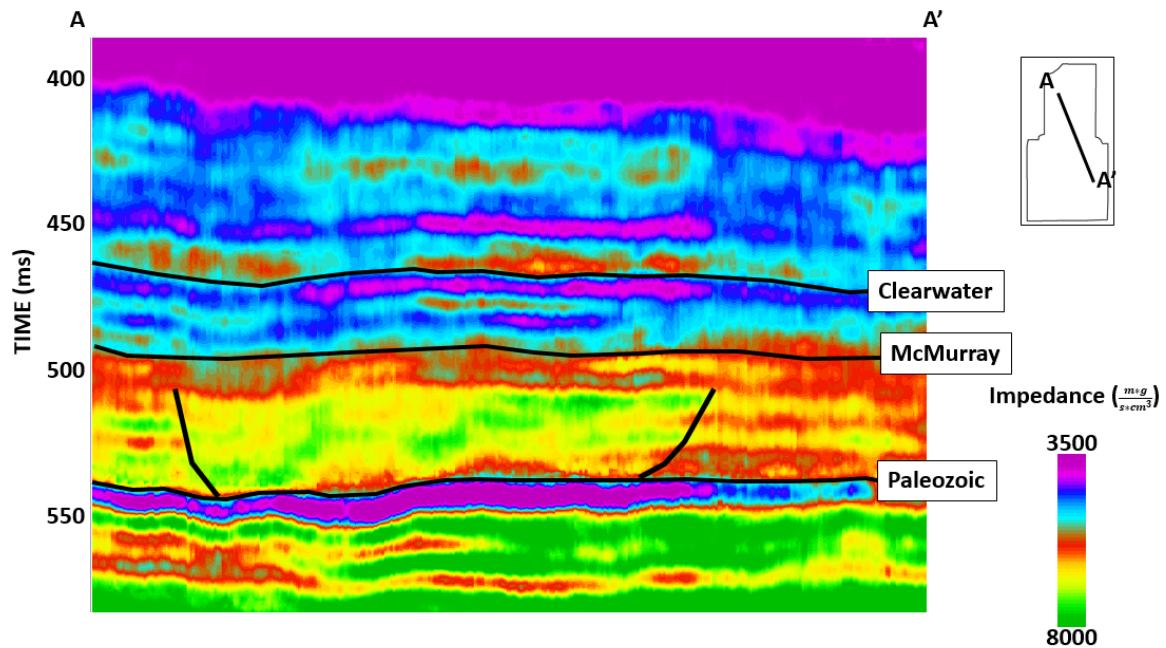 A
A’
400
450
500
550
TIME (ms)
A
A’
Clearwater
McMurray
Paleozoic
Impedance (m∗g/s∗cm³)
3500
8000